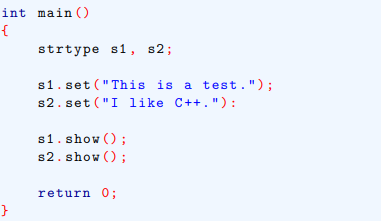 int main()
{
    strtype s1, s2;

    s1.set("This is a test.");
    s2.set("I like C++."):

    s1.show();
    s2.show();

    return 0;
}